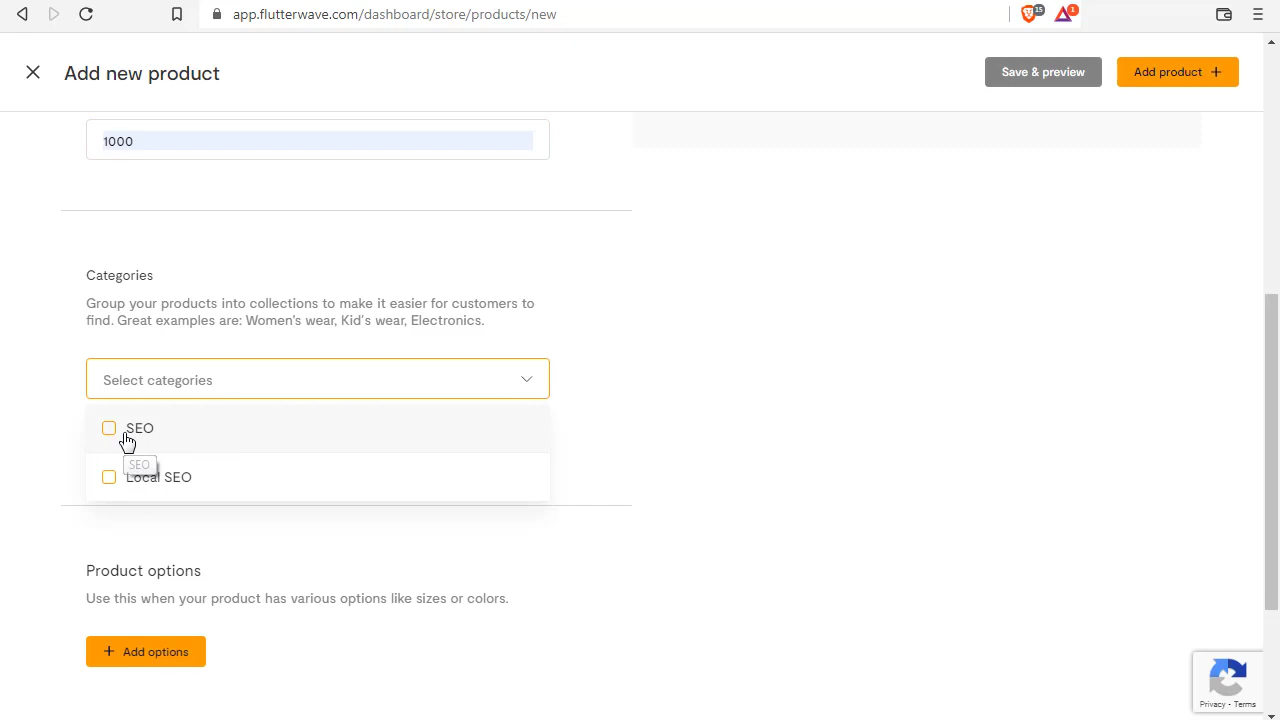 app.flutterwave.com/dashboard/store/products/new
15
1
Add new product
Save & preview
Add product +
1000
Categories
Group your products into collections to make it easier for customers to
find. Great examples are: Women's wear, Kid's wear, Electronics.
Select categories
SEO
SEO
Local SEO
Product options
Use this when your product has various options like sizes or colors.
+ Add options
Privacy - Terms